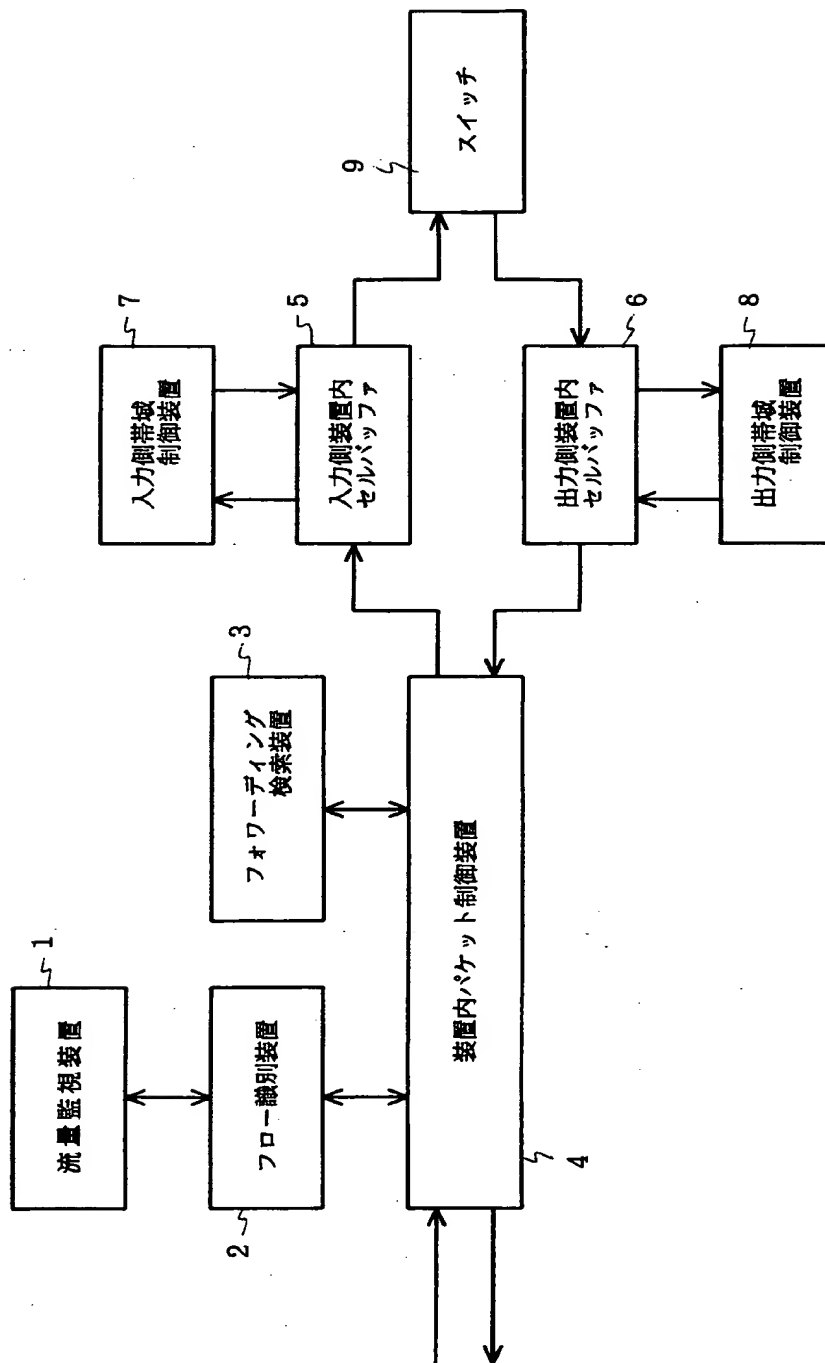 1
流量監視装置
2
フロー識別装置
3
フォワーディング
検索装置
4
装置内パケット制御装置
5
入力側装置内
セルバッファ
6
出力側装置内
セルバッファ
7
入力側帯域
制御装置
8
出力側帯域
制御装置
9
スイッチ